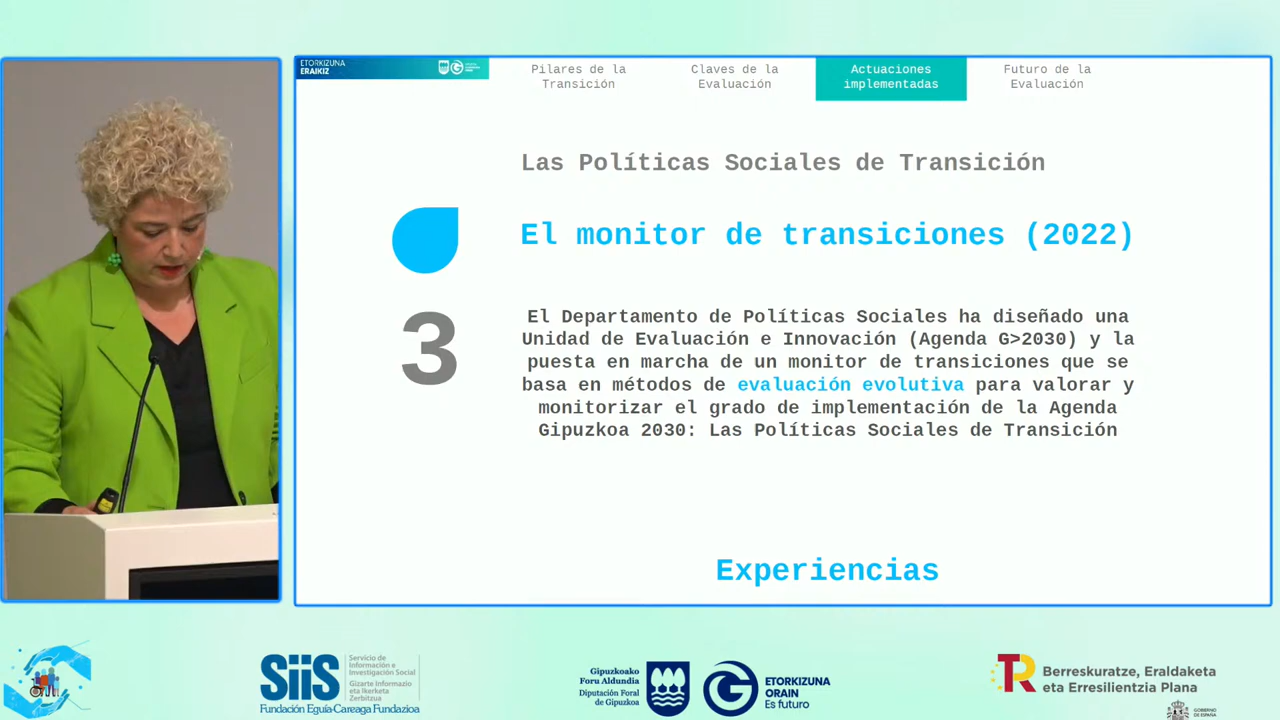 ETORKIZUNA
ERAIKIZ
Pilares de la
Transición
Claves de la
Evaluación
Actuaciones
implementadas
Futuro de la
Evaluación
Las Políticas Sociales de Transición
El monitor de transiciones (2022)
3
El Departamento de Políticas Sociales ha diseñado una
Unidad de Evaluación e Innovación (Agenda G>2030) y la
puesta en marcha de un monitor de transiciones que se
basa en métodos de evaluación evolutiva para valorar y
monitorizar el grado de implementación de la Agenda
Gipuzkoa 2030: Las Políticas Sociales de Transición
Experiencias
SiiS
Servicio de
Información e
Investigación Social
Gizarte Informazio
eta Ikerketa
Zerbitzua
Fundación Eguía-Careaga Fundazioa
Gipuzkoako
Foru Aldundia
Diputación Foral
de Gipuzkoa
ETORKIZUNA
ORAIN
Es futuro
Berreskuratze, Eraldaketa
eta Erresilientzia Plana
GOBIERNO
DE ESPAÑA